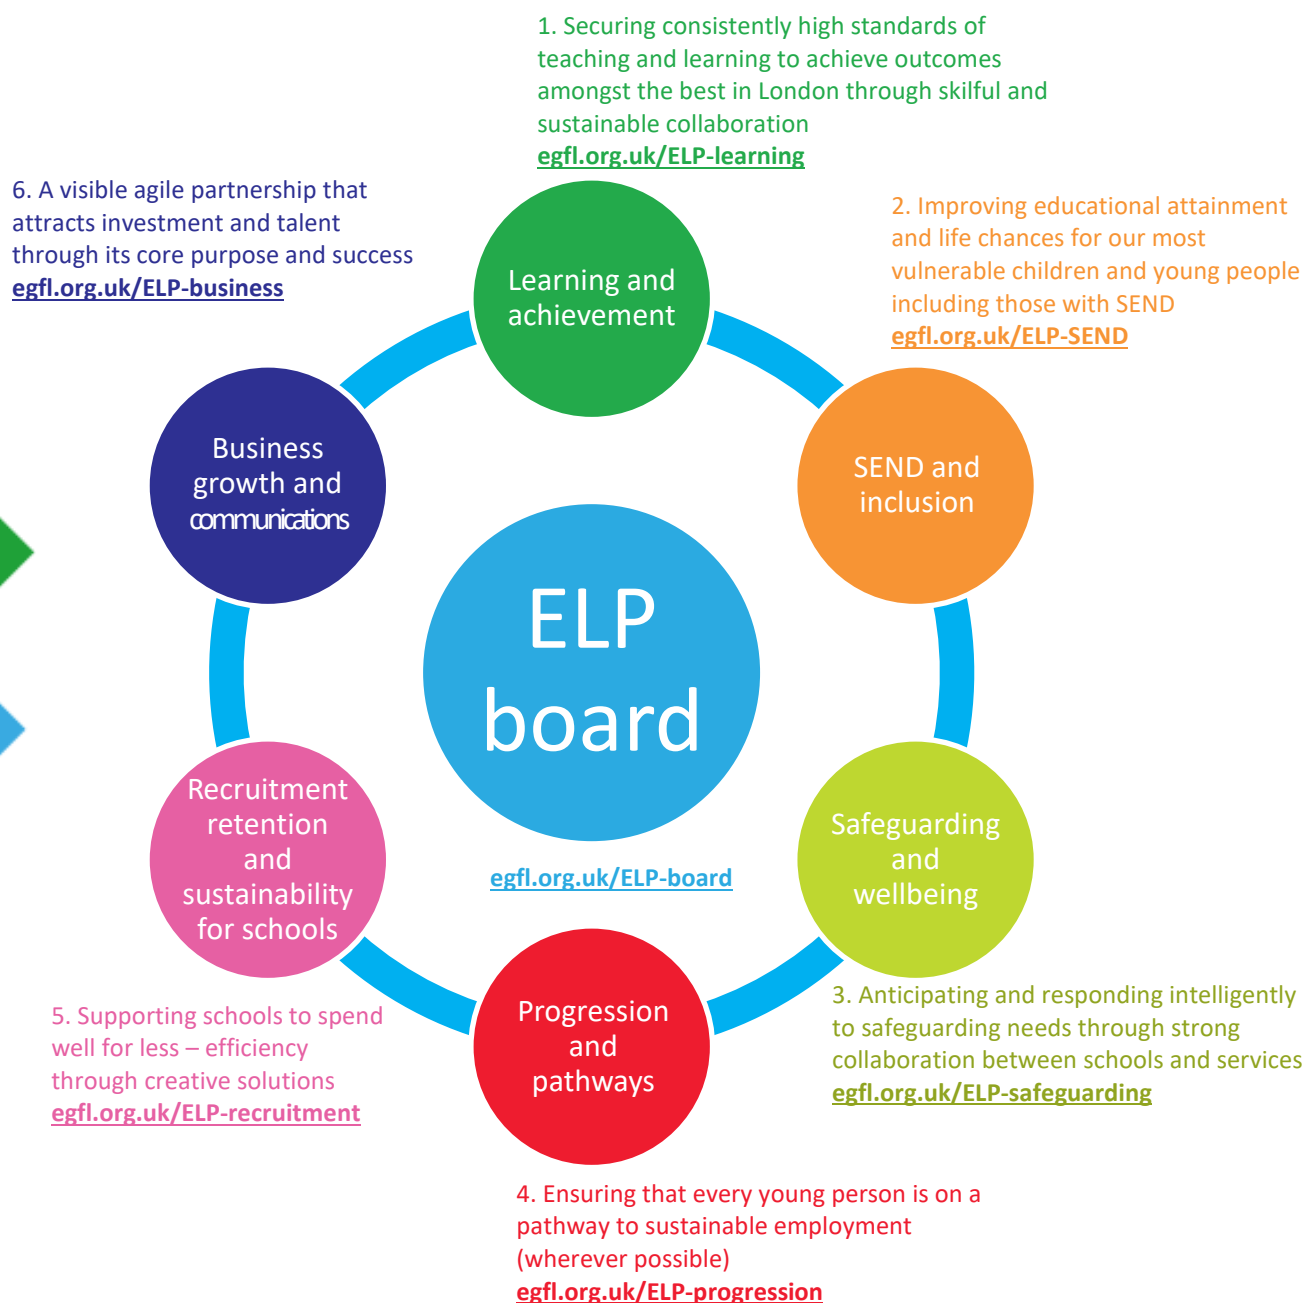 1. Securing consistently high standards of
teaching and learning to achieve outcomes
amongst the best in London through skilful and
sustainable collaboration
egfl.org.uk/ELP-learning
6. A visible agile partnership that
attracts investment and talent
through its core purpose and success
egfl.org.uk/ELP-business
2. Improving educational attainment
and life chances for our most
vulnerable children and young people
including those with SEND
egfl.org.uk/ELP-SEND
Learning and
achievement
Business
growth and
communications
SEND and
inclusion
ELP
board
egfl.org.uk/ELP-board
Recruitment
retention
and
sustainability
for schools
Safeguarding
and
wellbeing
Progression
and
pathways
5. Supporting schools to spend
well for less – efficiency
through creative solutions
egfl.org.uk/ELP-recruitment
3. Anticipating and responding intelligently
to safeguarding needs through strong
collaboration between schools and services
egfl.org.uk/ELP-safeguarding
4. Ensuring that every young person is on a
pathway to sustainable employment
(wherever possible)
egfl.org.uk/ELP-progression